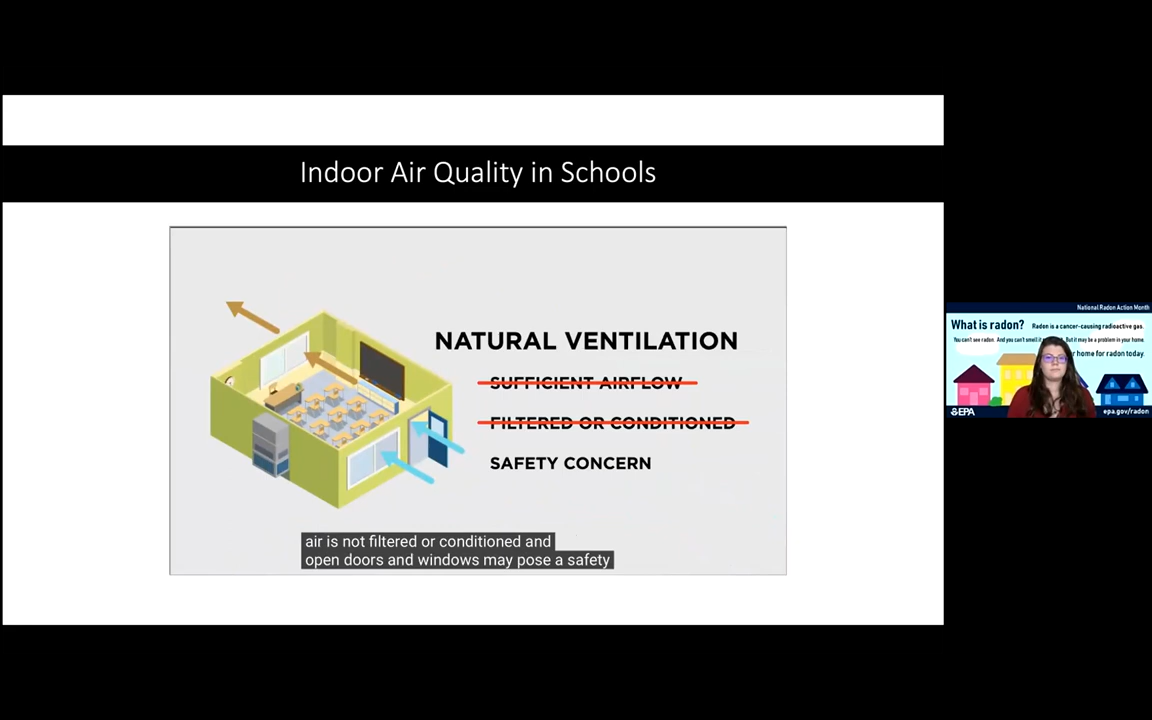 Indoor Air Quality in Schools
NATURAL VENTILATION
SUFFICIENT AIRFLOW
FILTERED OR CONDITIONED
SAFETY CONCERN
air is not filtered or conditioned and
open doors and windows may pose a safety
National Radon Action Month
What is radon? Radon is a cancer-causing radioactive gas.
You can't see radon. And you can't smell it But it may be a problem in your home.
r home for radon today.
EPA epa.gov/radon